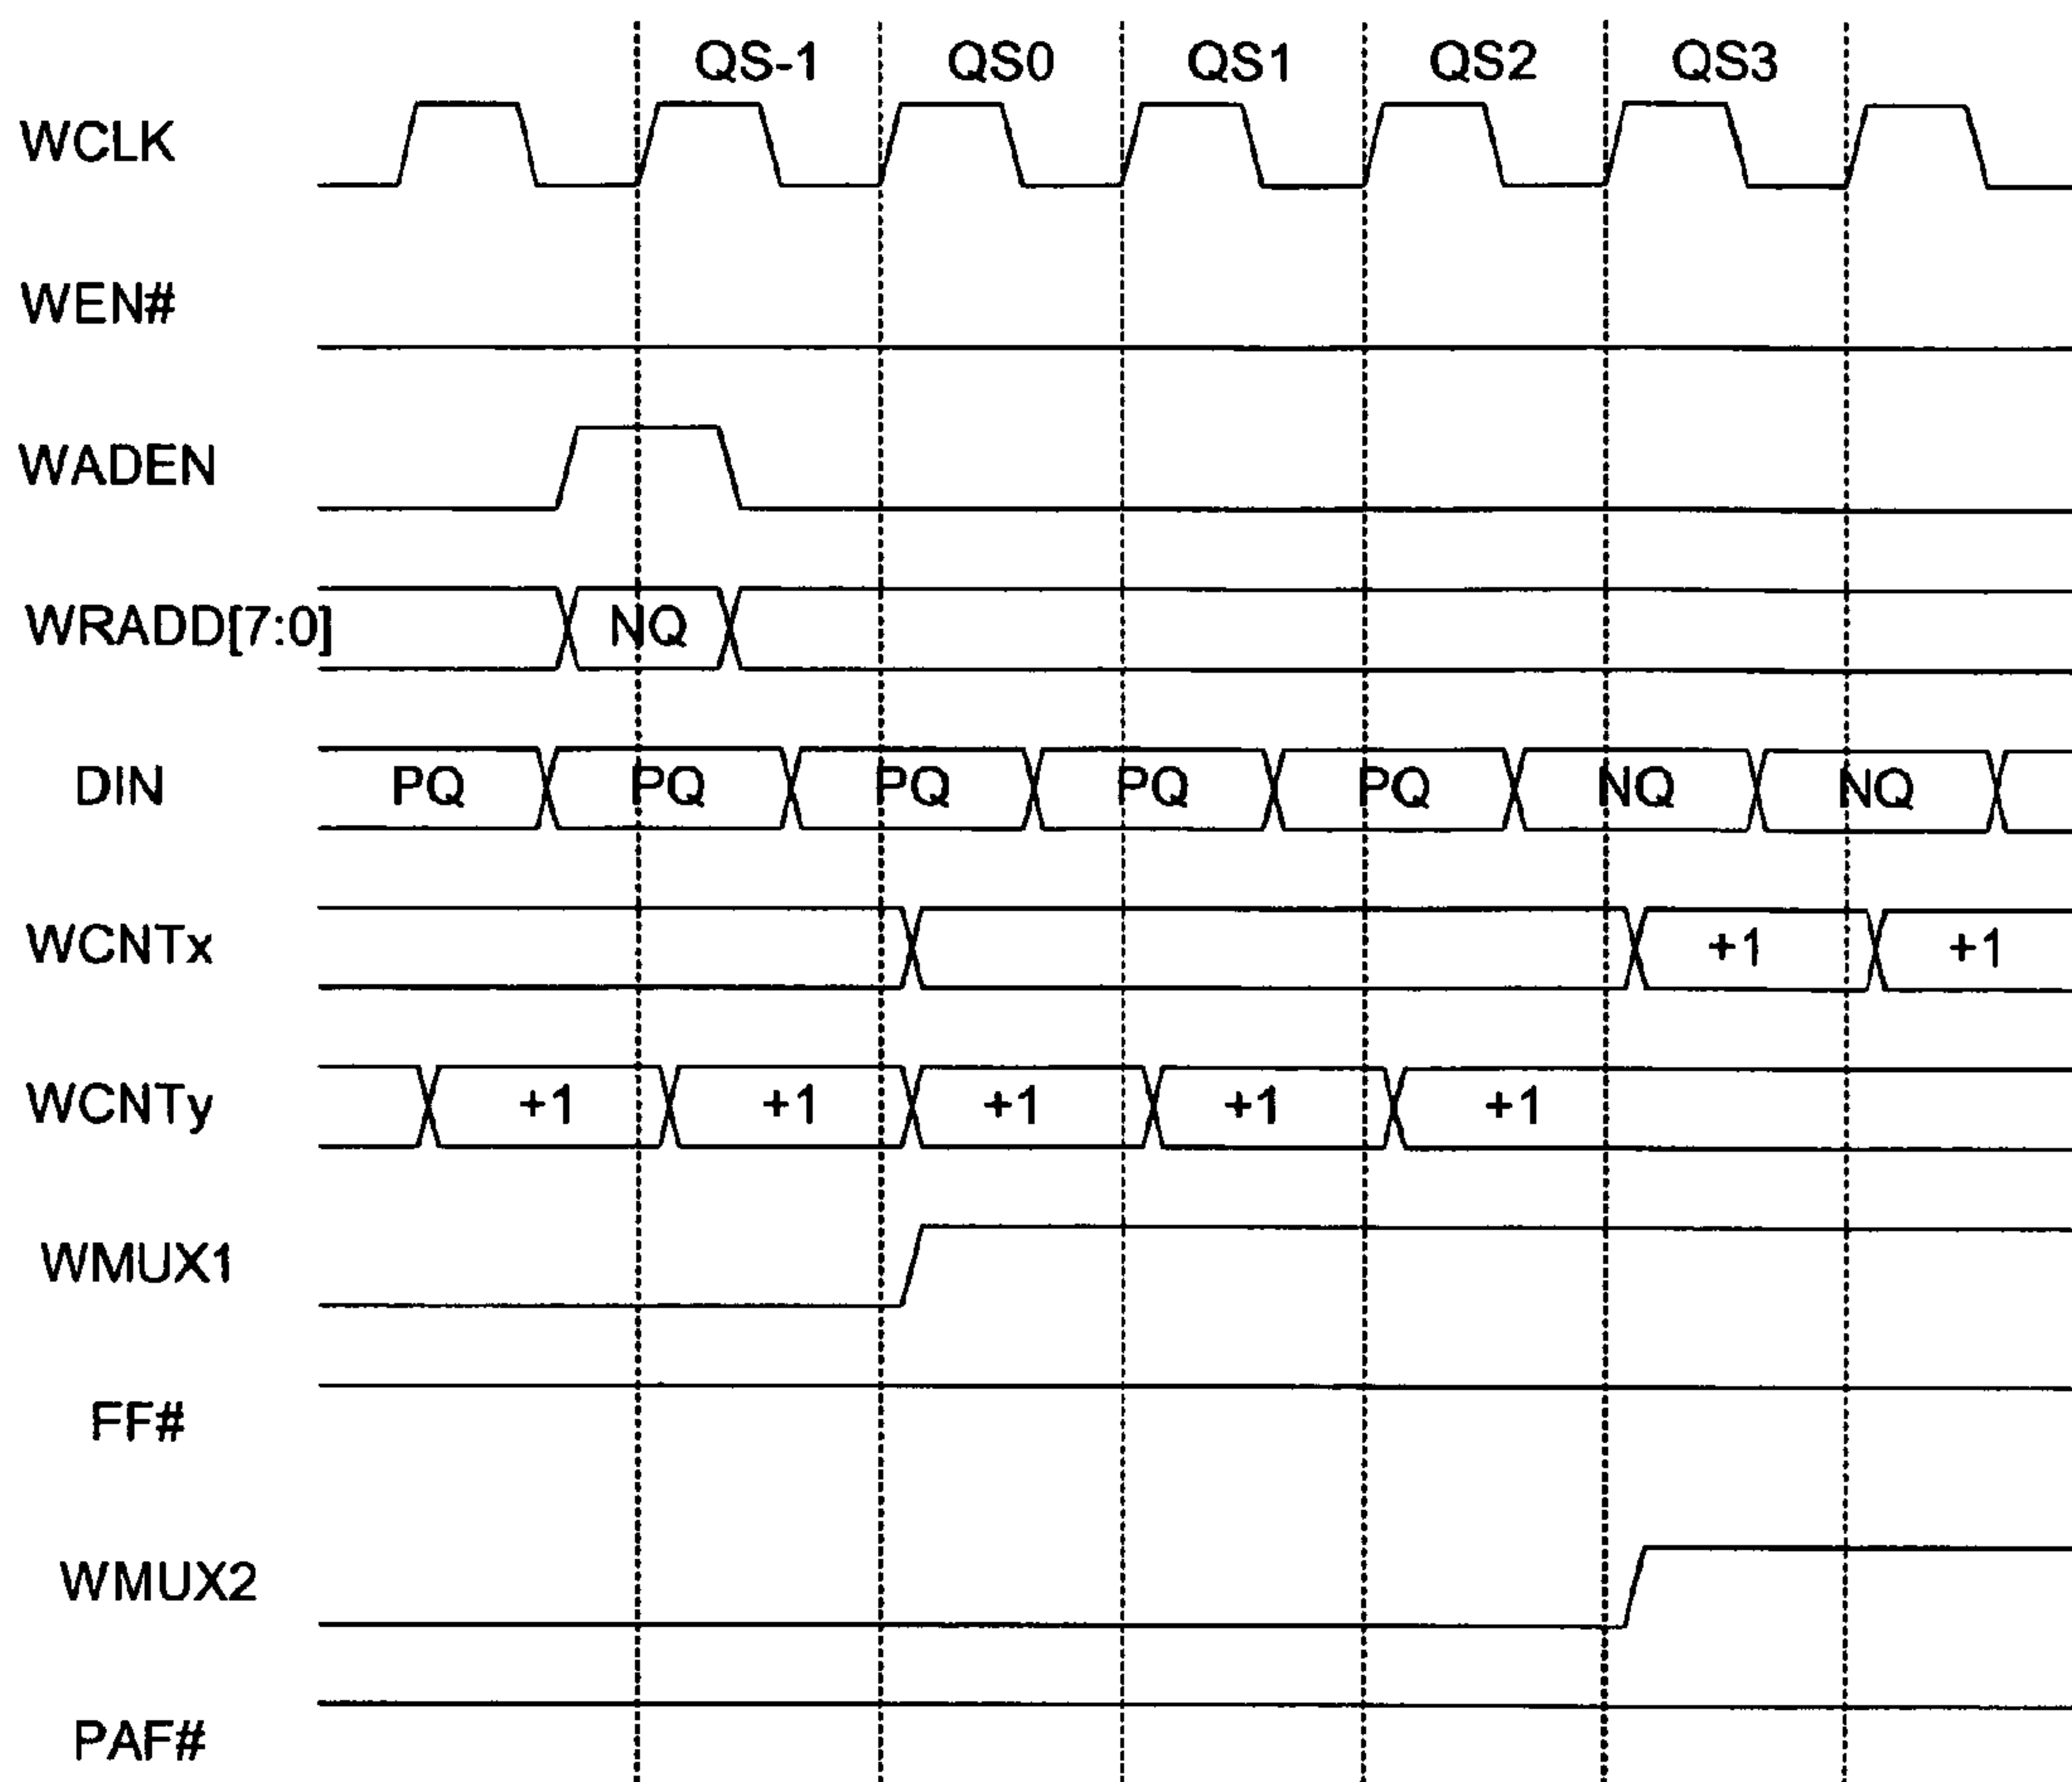 QS-1 QS0 QS1 QS2 QS3
WCLK
WEN#
WADEN
WRADD[7:0] NQ
DIN PQ PQ PQ PQ PQ NQ NQ
WCNTx +1 +1
WCNTy +1 +1 +1 +1 +1
WMUX1
FF#
WMUX2
PAF#